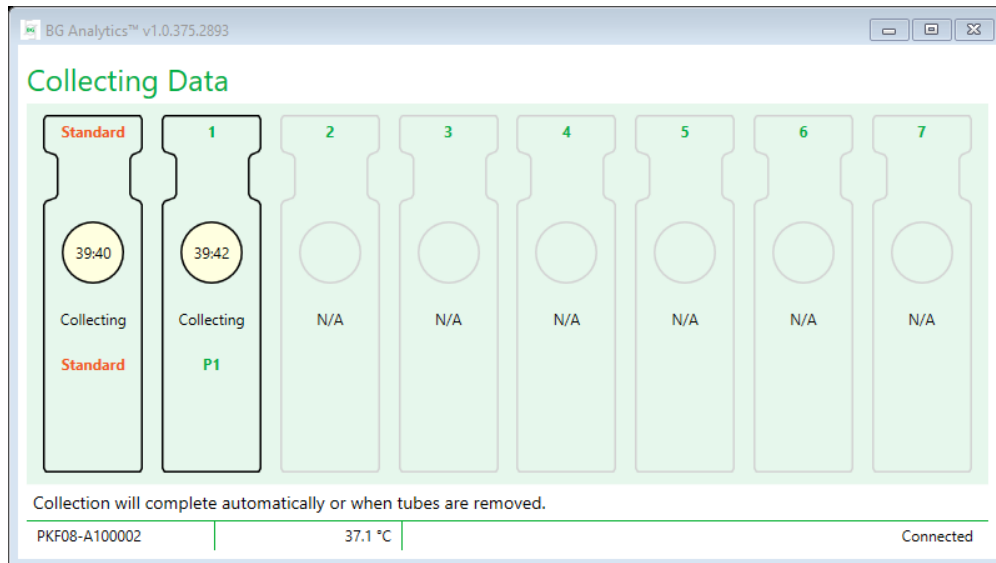 BG Analytics™ v1.0.375.2893
Collecting Data
Standard 1 2 3 4 5 6 7
39:40 39:42
Collecting Collecting N/A N/A N/A N/A N/A N/A
Standard P1
Collection will complete automatically or when tubes are removed.
PKF08-A100002 37.1 °C Connected